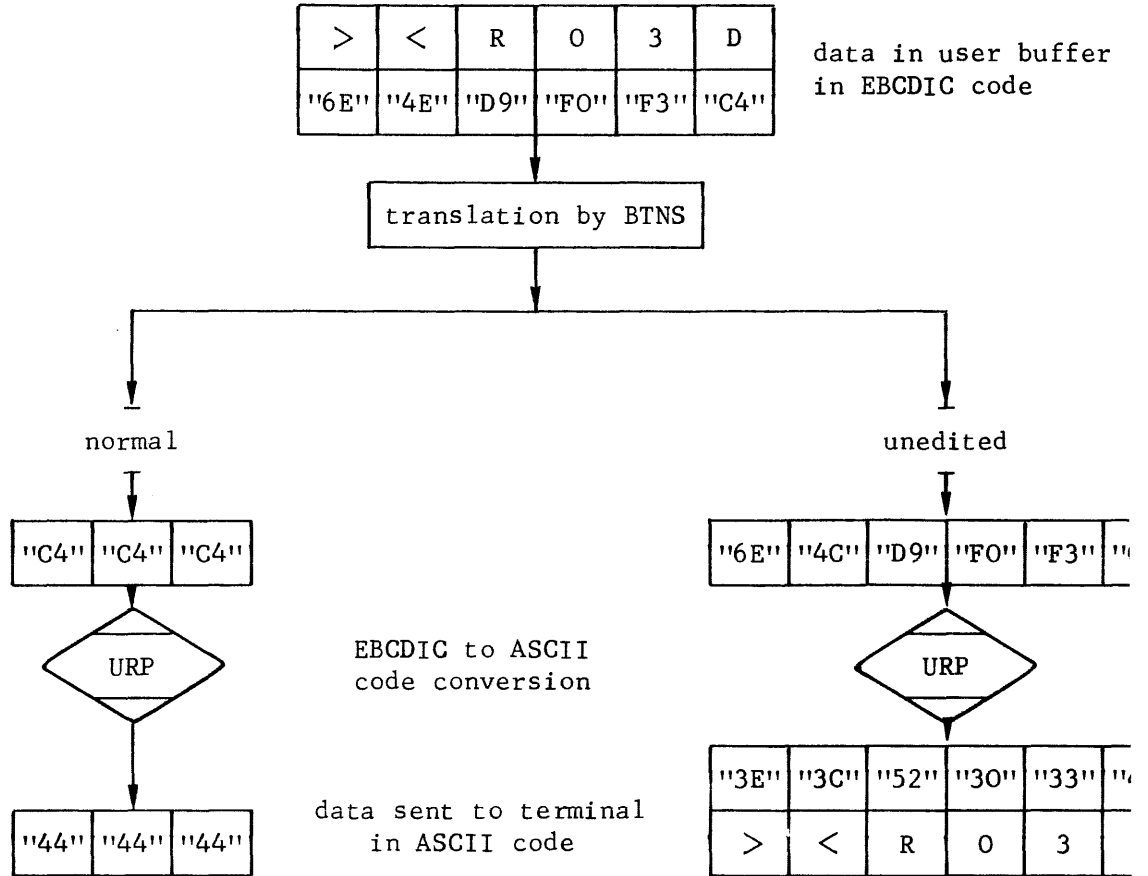 > < R 0 3 D
"6E" "4E" "D9" "F0" "F3" "C4"
data in user buffer
in EBCDIC code
translation by BTNS
normal
unedited
"C4" "C4" "C4"
"6E" "4C" "D9" "F0" "F3"
URP
EBCDIC to ASCII
code conversion
URP
"3E" "3C" "52" "30" "33"
> < R 0 3
data sent to terminal
in ASCII code
"44" "44" "44"